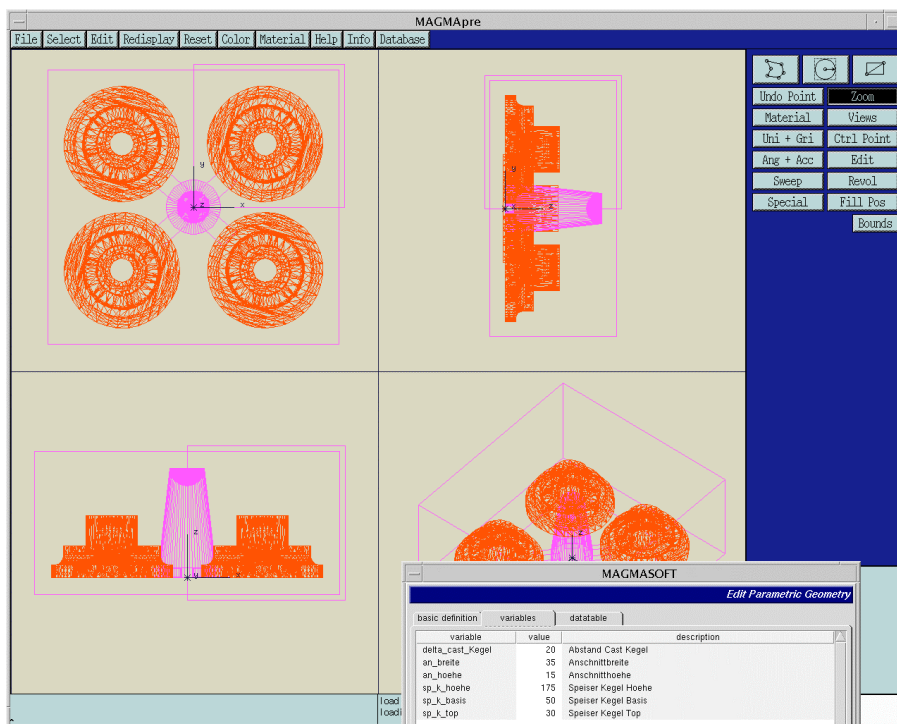 MAGMApre
File Select Edit Redisplay Reset Color Material Help Info Database
Undo Point Zoom
Material Views
Uni + Gri Ctrl Point
Ang + Acc Edit
Sweep Revol
Special Fill Pos
Bounds
y
z x
y
x z
z
y x
z
load
loadi
MAGMASOFT
Edit Parametric Geometry
basic definition variables datatable
variable value description
delta_cast_Kegel 20 Abstand Cast Kegel
an_breite 35 Anschnittbreite
an_hoehe 15 Anschnitthoehe
sp_k_hoehe 175 Speiser Kegel Hoehe
sp_k_basis 50 Speiser Kegel Basis
sp_k_top 30 Speiser Kegel Top